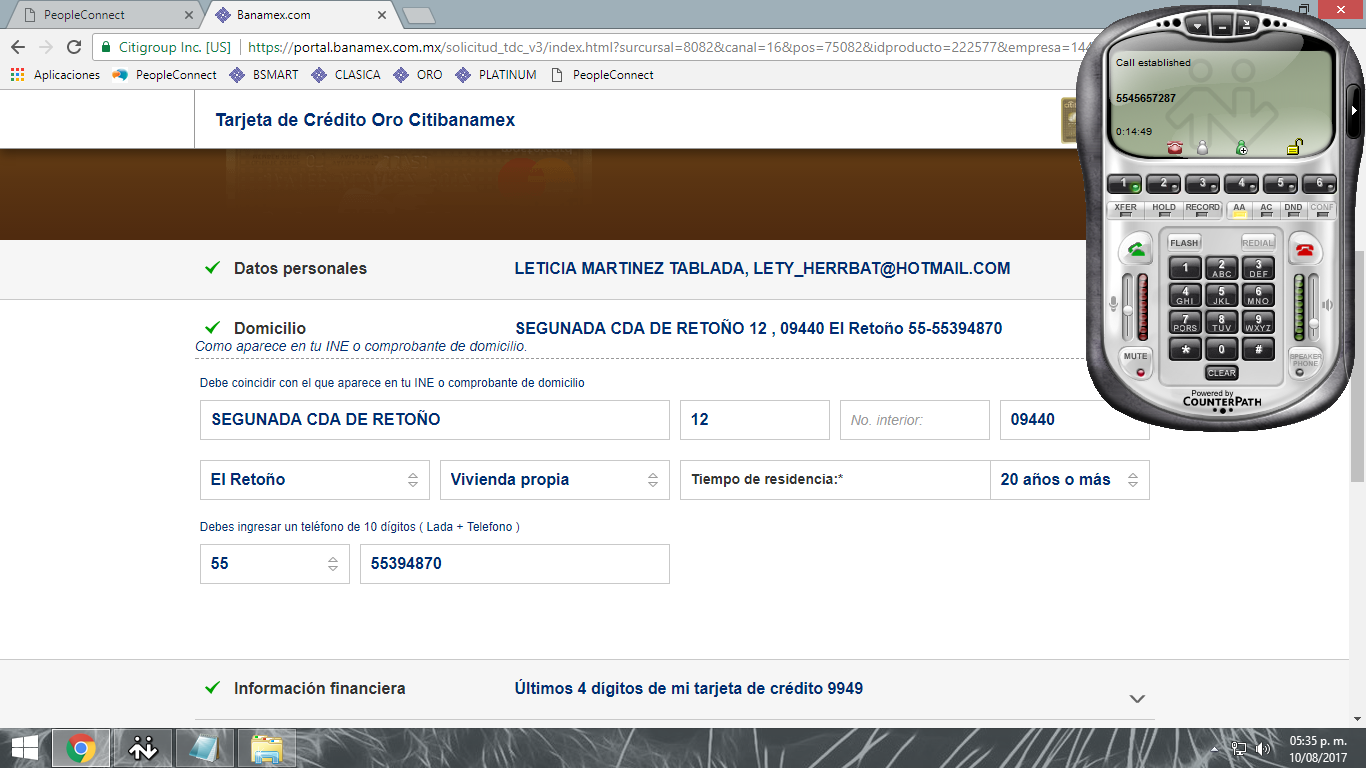 PeopleConnect
Banamex.com
Citigroup Inc. [US]
https://portal.banamex.com.mx/solicitud_tdc_v3/index.html?surcursal=8082&canal=16&pos=75082&idproducto=222577&empresa=144
Aplicaciones
PeopleConnect
BSMART
CLASICA
ORO
PLATINUM
PeopleConnect
Tarjeta de Crédito Oro Citibanamex
Datos personales
LETICIA MARTINEZ TABLADA, LETY_HERRBAT@HOTMAIL.COM
Domicilio
SEGUNADA CDA DE RETOÑO 12 , 09440 El Retoño 55-55394870
Como aparece en tu INE o comprobante de domicilio.
Debe coincidir con el que aparece en tu INE o comprobante de domicilio
SEGUNADA CDA DE RETOÑO
12
No. interior:
09440
El Retoño
Vivienda propia
Tiempo de residencia:*
20 años o más
Debes ingresar un teléfono de 10 dígitos ( Lada + Telefono )
55
55394870
Información financiera
Últimos 4 dígitos de mi tarjeta de crédito 9949
Call established
5545657287
0:14:49
1 2 3 4 5 6
XFER HOLD RECORD AA AC DND CONF
FLASH REDIAL
1 2 ABC 3 DEF
4 GHI 5 JKL 6 MNO
7 PQRS 8 TUV 9 WXYZ
* 0 #
MUTE
SPEAKER PHONE
CLEAR
Powered by
COUNTERPATH
05:35 p. m.
10/08/2017